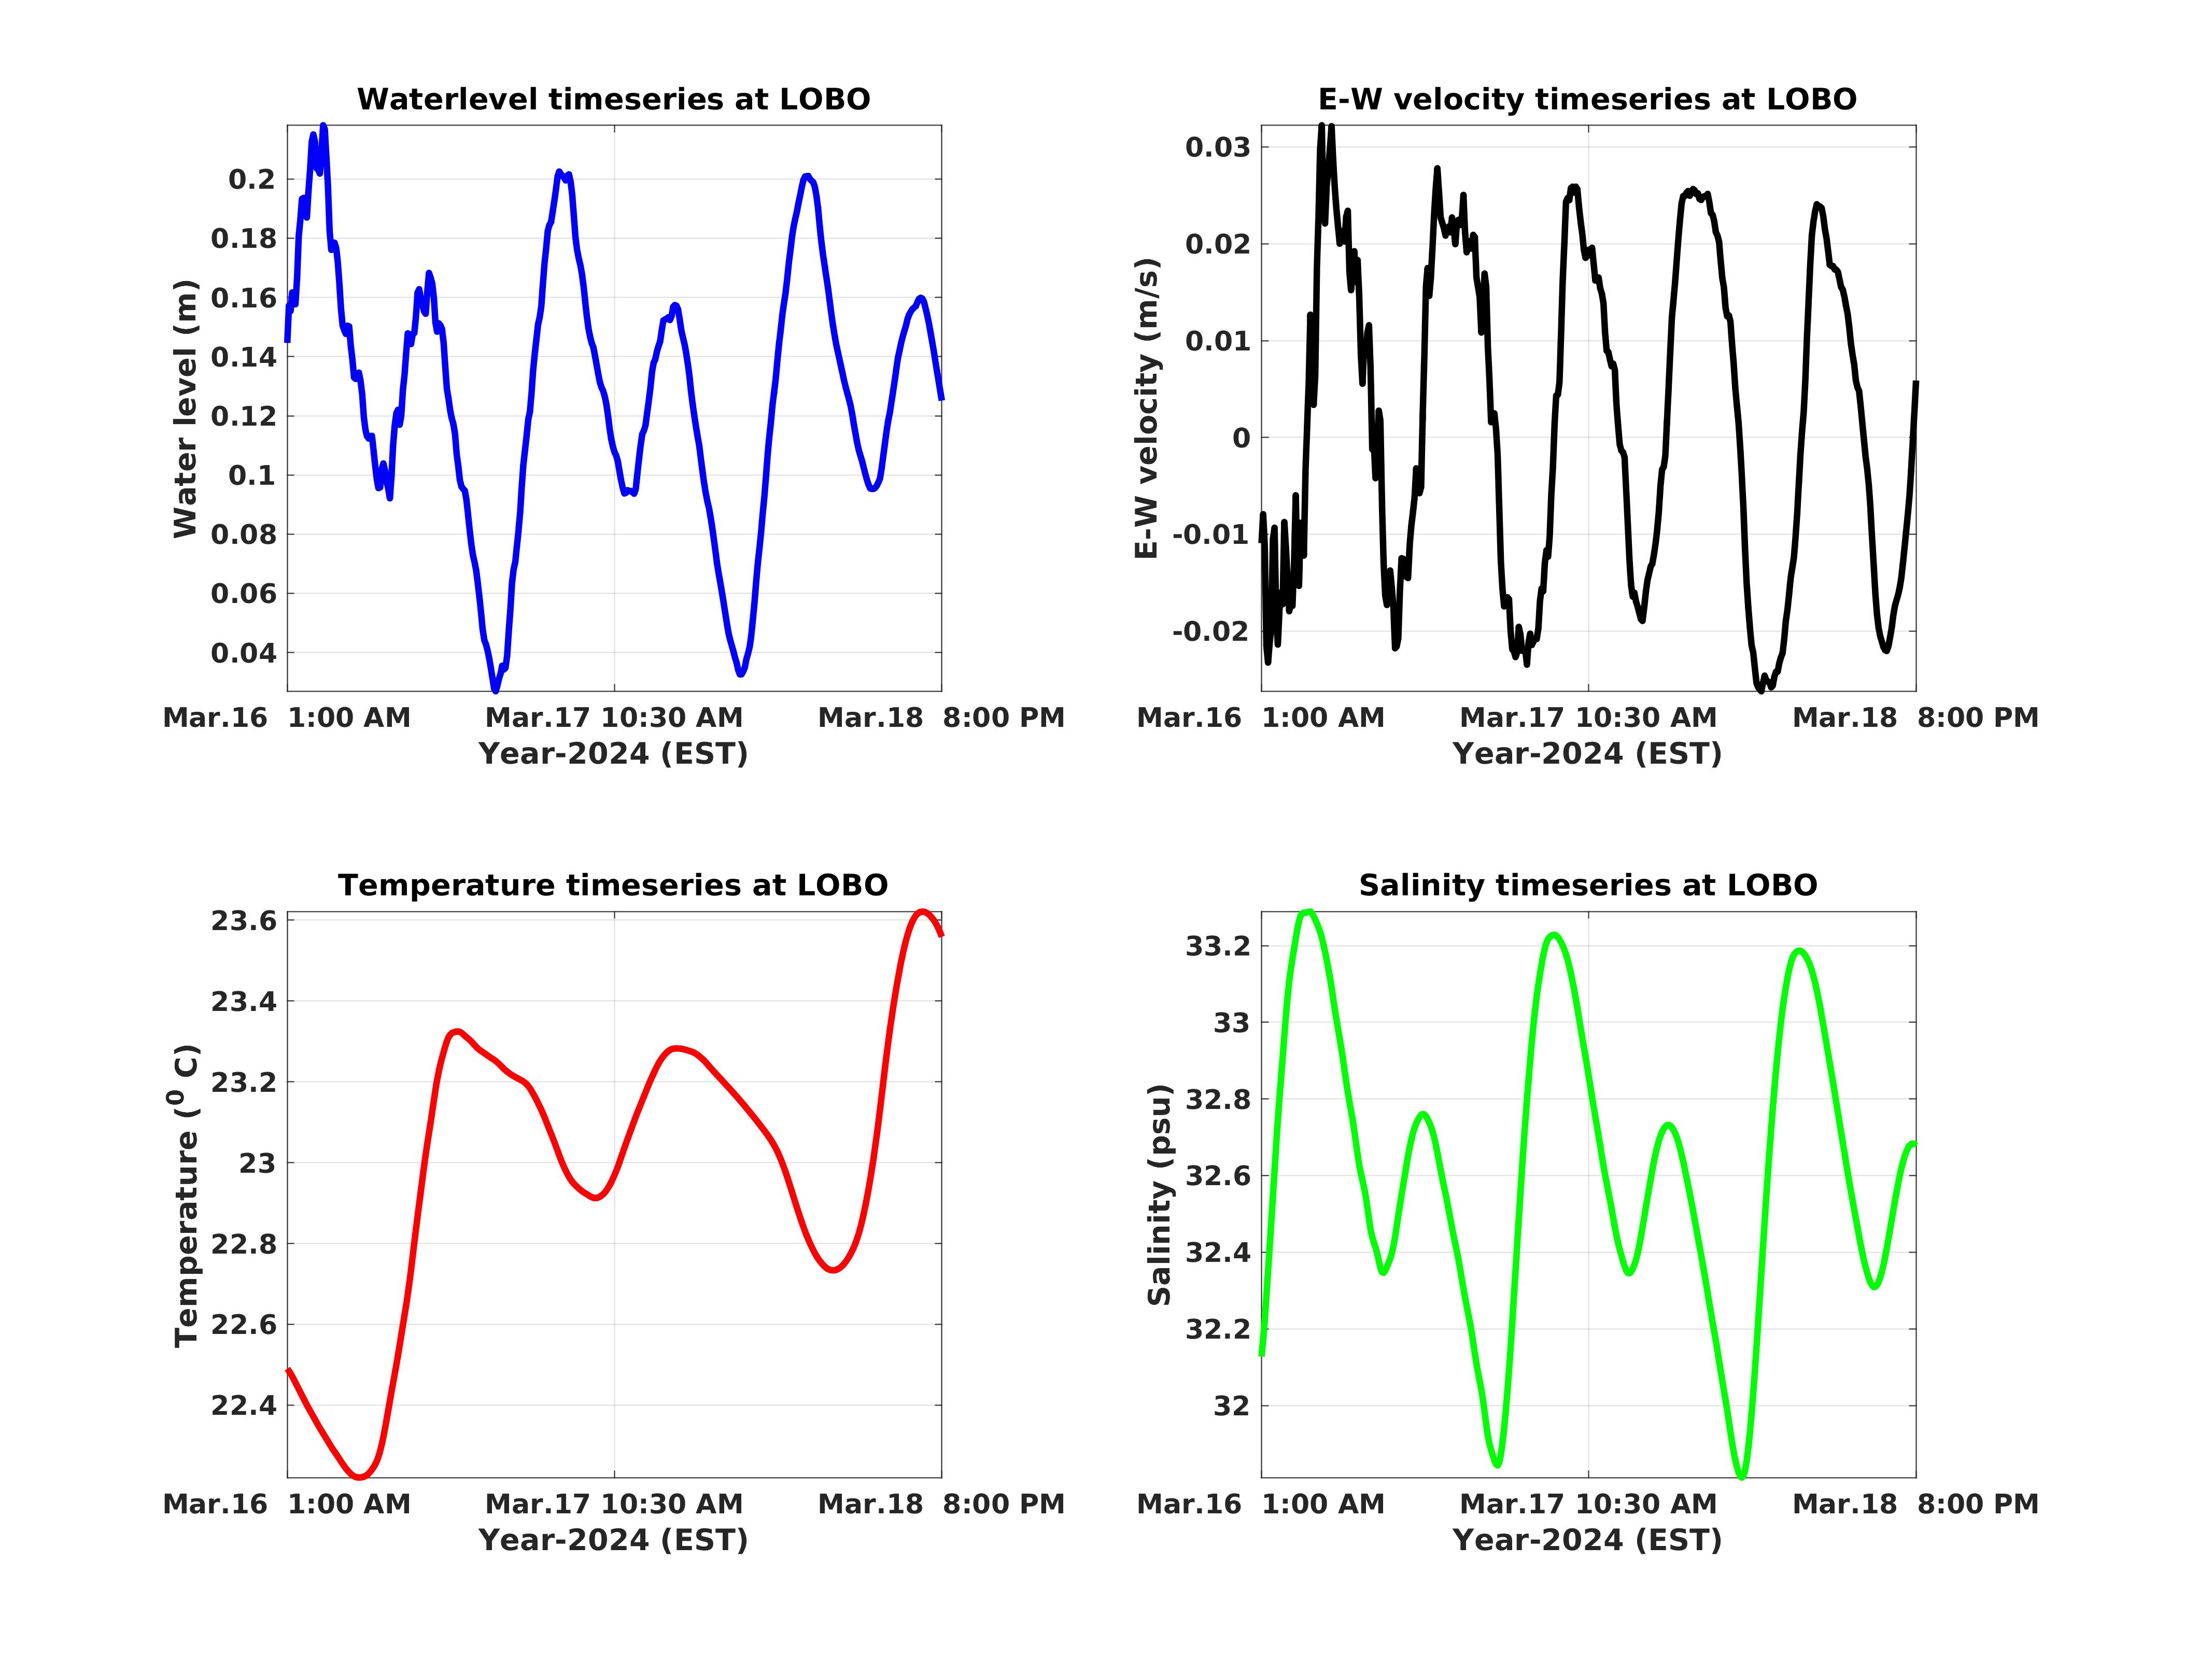 Waterlevel timeseries at LOBO
Water level (m)
0.2
0.18
0.16
0.14
0.12
0.1
0.08
0.06
0.04
Mar.16 1:00 AM Mar.17 10:30 AM Mar.18 8:00 PM
Year-2024 (EST)
E-W velocity timeseries at LOBO
E-W velocity (m/s)
0.03
0.02
0.01
0
-0.01
-0.02
Mar.16 1:00 AM Mar.17 10:30 AM Mar.18 8:00 PM
Year-2024 (EST)
Temperature timeseries at LOBO
Temperature (⁰ C)
23.6
23.4
23.2
23
22.8
22.6
22.4
Mar.16 1:00 AM Mar.17 10:30 AM Mar.18 8:00 PM
Year-2024 (EST)
Salinity timeseries at LOBO
Salinity (psu)
33.2
33
32.8
32.6
32.4
32.2
32
Mar.16 1:00 AM Mar.17 10:30 AM Mar.18 8:00 PM
Year-2024 (EST)